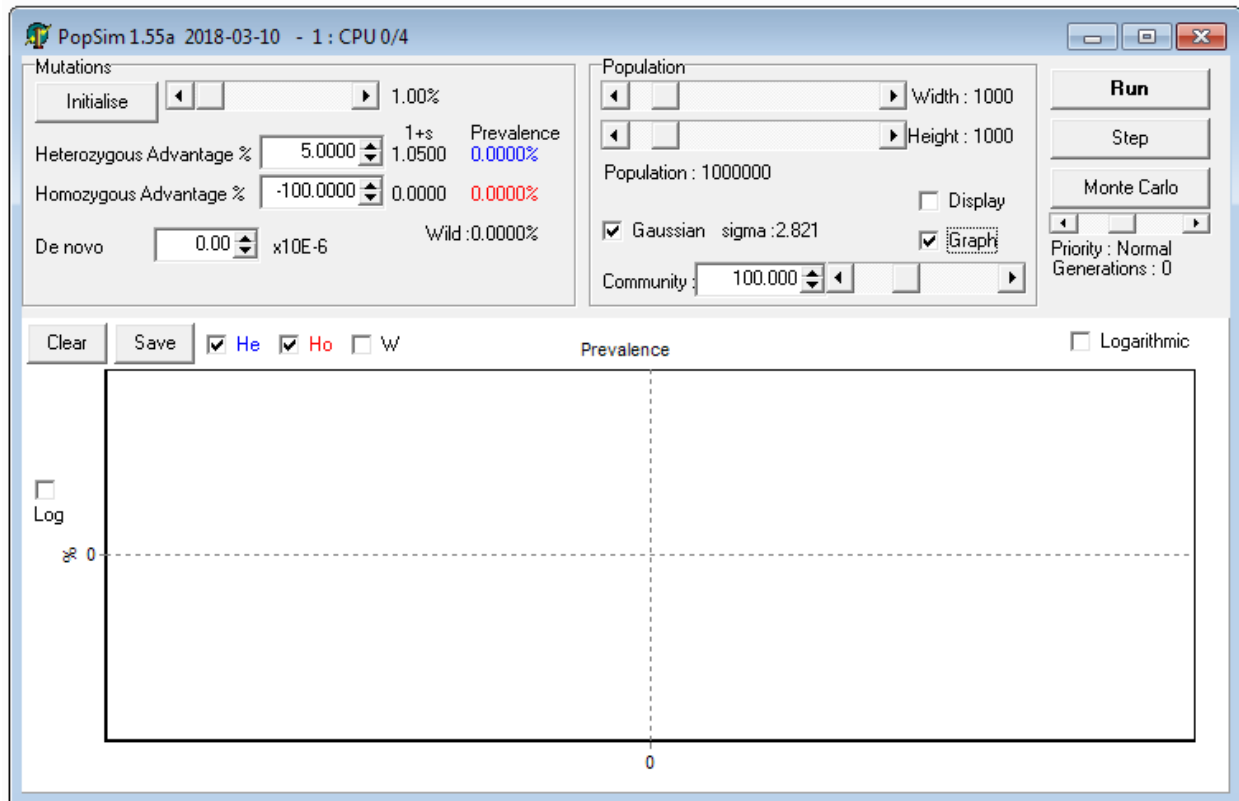 PopSim 1.55a 2018-03-10 - 1 : CPU 0/4
Mutations
Initialise 1.00%
1+s Prevalence
Heterozygous Advantage % 5.0000 1.0500 0.0000%
Homozygous Advantage % -100.0000 0.0000 0.0000%
Wild :0.0000%
De novo 0.00 x10E-6
Population
Width : 1000
Height : 1000
Population : 1000000
Display
Gaussian sigma :2.821
Graph
Community : 100.000
Run
Step
Monte Carlo
Priority : Normal
Generations : 0
Clear Save He Ho W
Prevalence
Logarithmic
Log
% 0
0